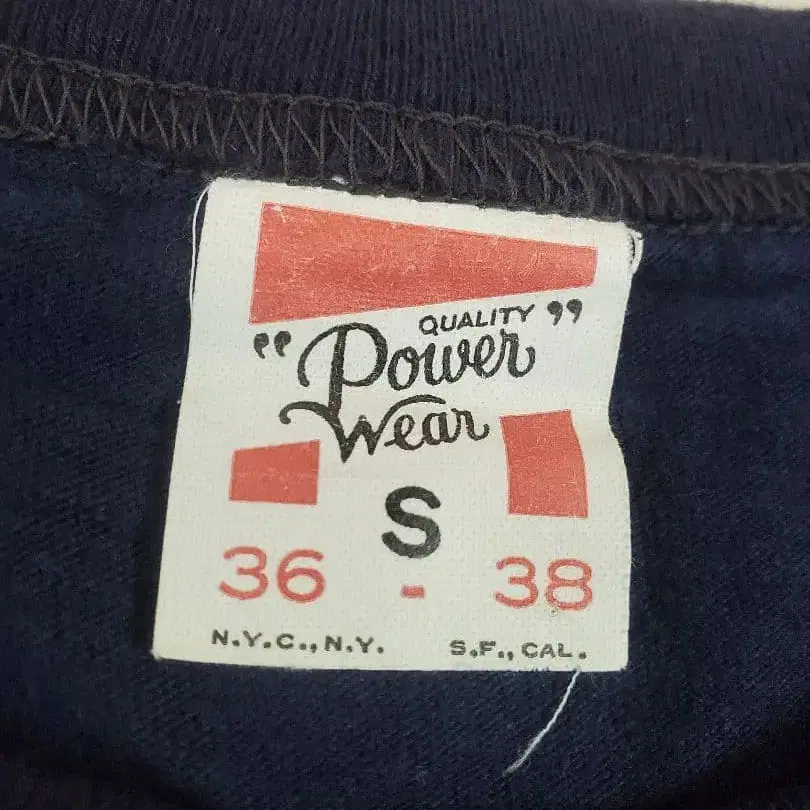 QUALITY
"Power
Wear"
S
36 - 38
N.Y.C., N.Y. S.F., CAL.